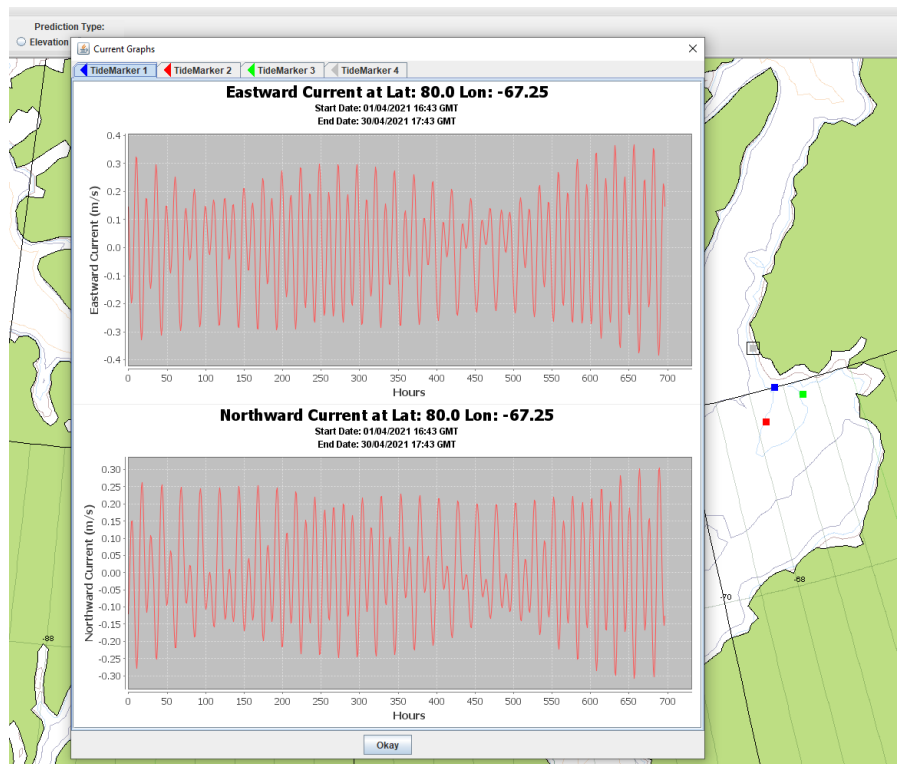 Prediction Type:
Elevation
Current Graphs
TideMarker 1 TideMarker 2 TideMarker 3 TideMarker 4
Eastward Current at Lat: 80.0 Lon: -67.25
Start Date: 01/04/2021 16:43 GMT
End Date: 30/04/2021 17:43 GMT
Eastward Current (m/s)
0.4
0.3
0.2
0.1
0.0
-0.1
-0.2
-0.3
-0.4
0 50 100 150 200 250 300 350 400 450 500 550 600 650 700
Hours
Northward Current at Lat: 80.0 Lon: -67.25
Start Date: 01/04/2021 16:43 GMT
End Date: 30/04/2021 17:43 GMT
Northward Current (m/s)
0.30
0.25
0.20
0.15
0.10
0.05
0.00
-0.05
-0.10
-0.15
-0.20
-0.25
-0.30
0 50 100 150 200 250 300 350 400 450 500 550 600 650 700
Hours
Okay
-88
-70
-68